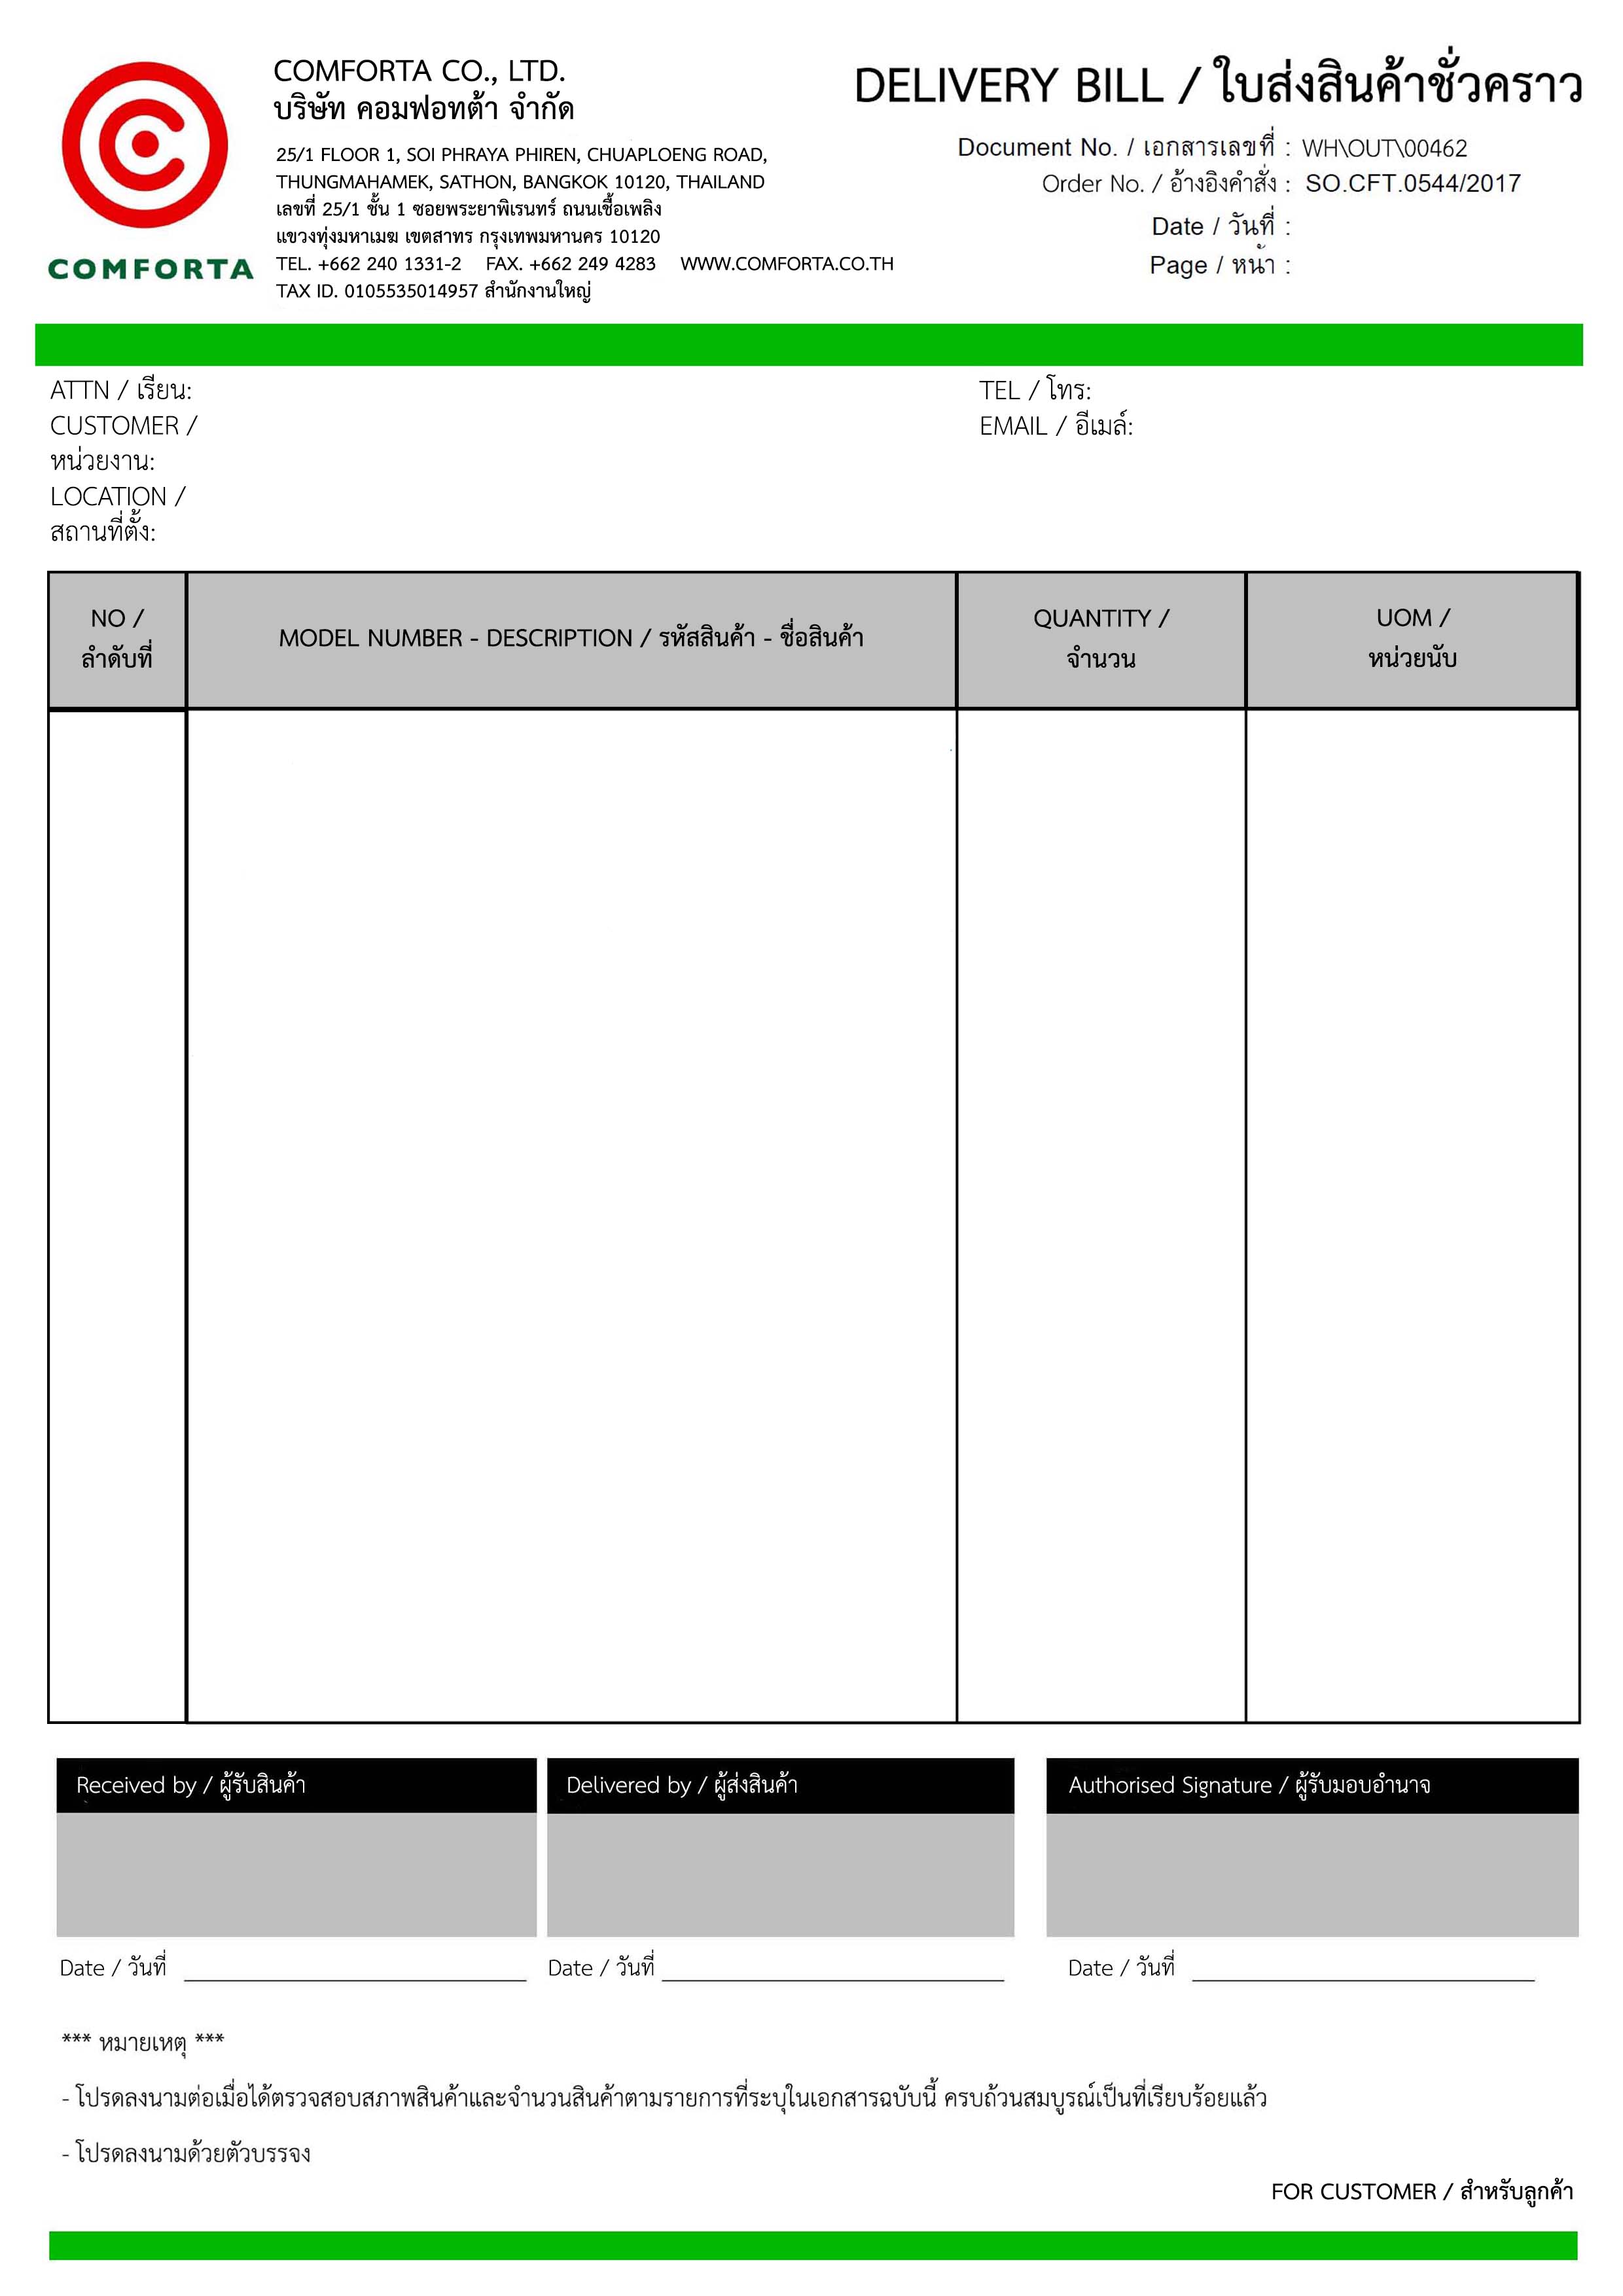 COMFORTA
COMFORTA CO., LTD.
บริษัท คอมฟอทต้า จำกัด
25/1 FLOOR 1, SOI PHRAYA PHIREN, CHUAPLOENG ROAD,
THUNGMAHAMEK, SATHON, BANGKOK 10120, THAILAND
เลขที่ 25/1 ชั้น 1 ซอยพระยาพิเรนทร์ ถนนเชื้อเพลิง
แขวงทุ่งมหาเมฆ เขตสาทร กรุงเทพมหานคร 10120
TEL. +662 240 1331-2 FAX. +662 249 4283 WWW.COMFORTA.CO.TH
TAX ID. 0105535014957 สำนักงานใหญ่
DELIVERY BILL / ใบส่งสินค้าชั่วคราว
Document No. / เอกสารเลขที่ : WH\OUT\00462
Order No. / อ้างอิงคำสั่ง : SO.CFT.0544/2017
Date / วันที่ :
Page / หน้า :
ATTN / เรียน:
CUSTOMER /
หน่วยงาน:
LOCATION /
สถานที่ตั้ง:
TEL / โทร:
EMAIL / อีเมล์:
NO /
ลำดับที่
MODEL NUMBER - DESCRIPTION / รหัสสินค้า - ชื่อสินค้า
QUANTITY /
จำนวน
UOM /
หน่วยนับ
Received by / ผู้รับสินค้า
Delivered by / ผู้ส่งสินค้า
Authorised Signature / ผู้รับมอบอำนาจ
Date / วันที่
Date / วันที่
Date / วันที่
*** หมายเหตุ ***
- โปรดลงนามต่อเมื่อได้ตรวจสอบสภาพสินค้าและจำนวนสินค้าตามรายการที่ระบุในเอกสารฉบับนี้ ครบถ้วนสมบูรณ์เป็นที่เรียบร้อยแล้ว
- โปรดลงนามด้วยตัวบรรจง
FOR CUSTOMER / สำหรับลูกค้า